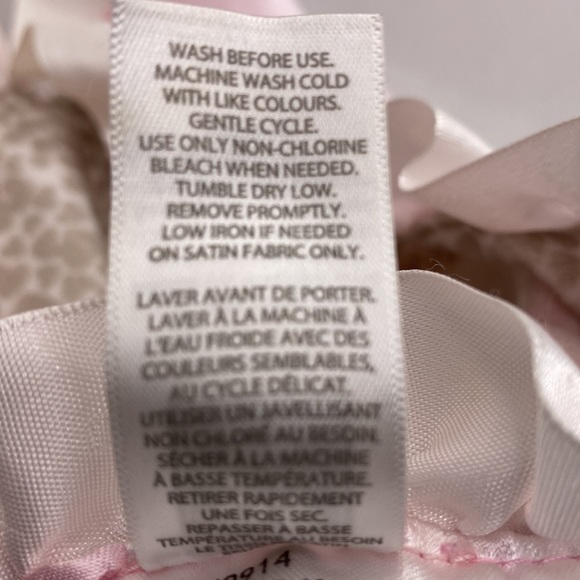 WASH BEFORE USE.
MACHINE WASH COLD
WITH LIKE COLOURS.
GENTLE CYCLE.
USE ONLY NON-CHLORINE
BLEACH WHEN NEEDED.
TUMBLE DRY LOW.
REMOVE PROMPTLY.
LOW IRON IF NEEDED
ON SATIN FABRIC ONLY.
LAVER AVANT DE PORTER.
LAVER À LA MACHINE À
L'EAU FROIDE AVEC DES
COULEURS SEMBLABLES,
AU CYCLE DÉLICAT.
UTILISER UN JAVELLISANT
NON CHLORÉ AU BESOIN.
SÉCHER À LA MACHINE
À BASSE TEMPÉRATURE.
RETIRER RAPIDEMENT
UNE FOIS SEC.
REPASSER À BASSE
TEMPÉRATURE AU BESOIN
LE